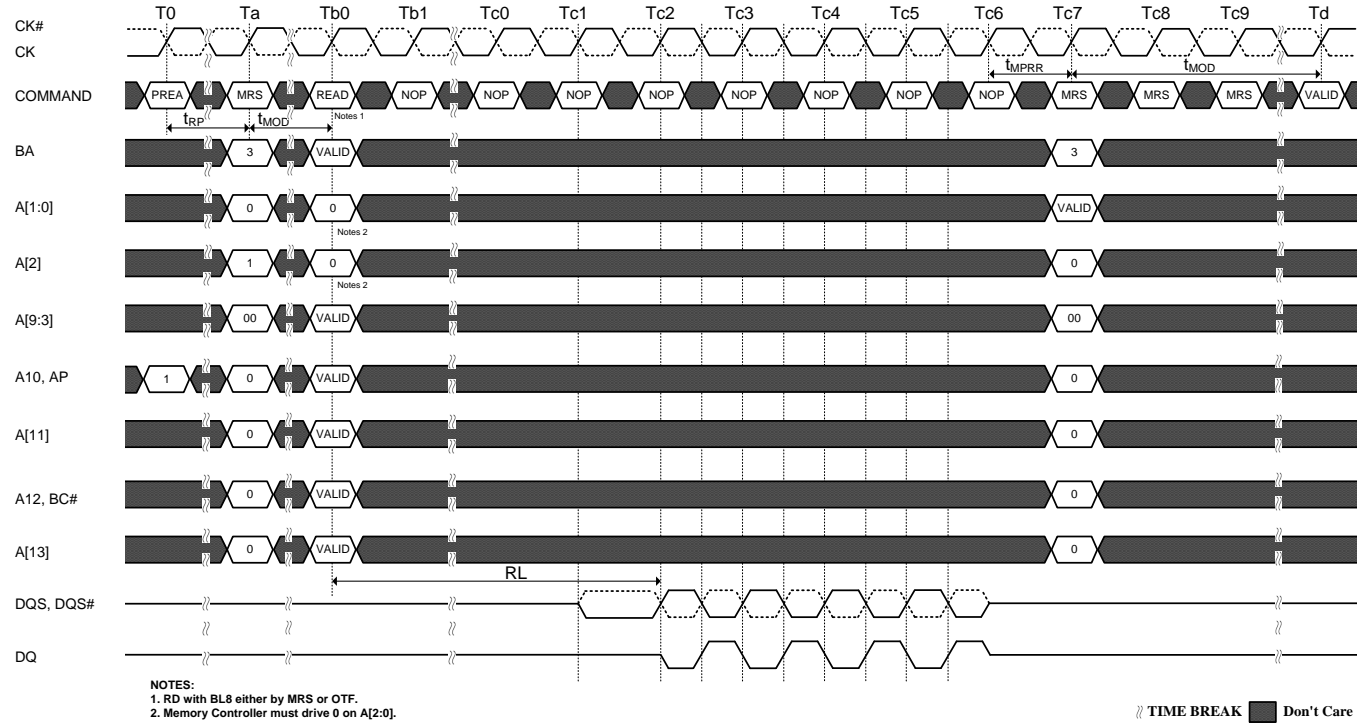 T0 Ta Tb0 Tb1 Tc0 Tc1 Tc2 Tc3 Tc4 Tc5 Tc6 Tc7 Tc8 Tc9 Td
CK#
CK
tMPRR tMOD
COMMAND PREA MRS READ NOP NOP NOP NOP NOP NOP NOP NOP MRS MRS MRS VALID
tRP tMOD Notes 1
BA 3 VALID 3
A[1:0] 0 0 VALID
Notes 2
A[2] 1 0 0
Notes 2
A[9:3] 00 VALID 00
A10, AP 1 0 VALID 0
A[11] 0 VALID 0
A12, BC# 0 VALID 0
A[13] 0 VALID 0
RL
DQS, DQS#
DQ
NOTES:
1. RD with BL8 either by MRS or OTF.
2. Memory Controller must drive 0 on A[2:0].
TIME BREAK Don't Care